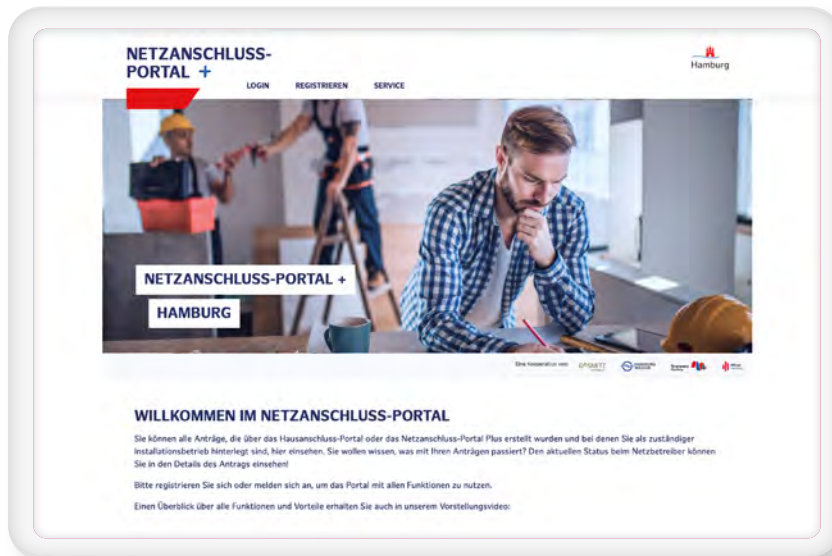 NETZANSCHLUSS-
PORTAL +
Hamburg
LOGIN REGISTRIEREN SERVICE
NETZANSCHLUSS-PORTAL +
HAMBURG
Eine Kooperation von:
WILLKOMMEN IM NETZANSCHLUSS-PORTAL
Sie können alle Anträge, die über das Hausanschluss-Portal oder das Netzanschluss-Portal Plus erstellt wurden und bei denen Sie als zuständiger
Installationsbetrieb hinterlegt sind, hier einsehen. Sie wollen wissen, was mit Ihren Anträgen passiert? Den aktuellen Status beim Netzbetreiber können
Sie in den Details des Antrags einsehen!
Bitte registrieren Sie sich oder melden sich an, um das Portal mit allen Funktionen zu nutzen.
Einen Überblick über alle Funktionen und Vorteile erhalten Sie auch in unserem Vorstellungsvideo: